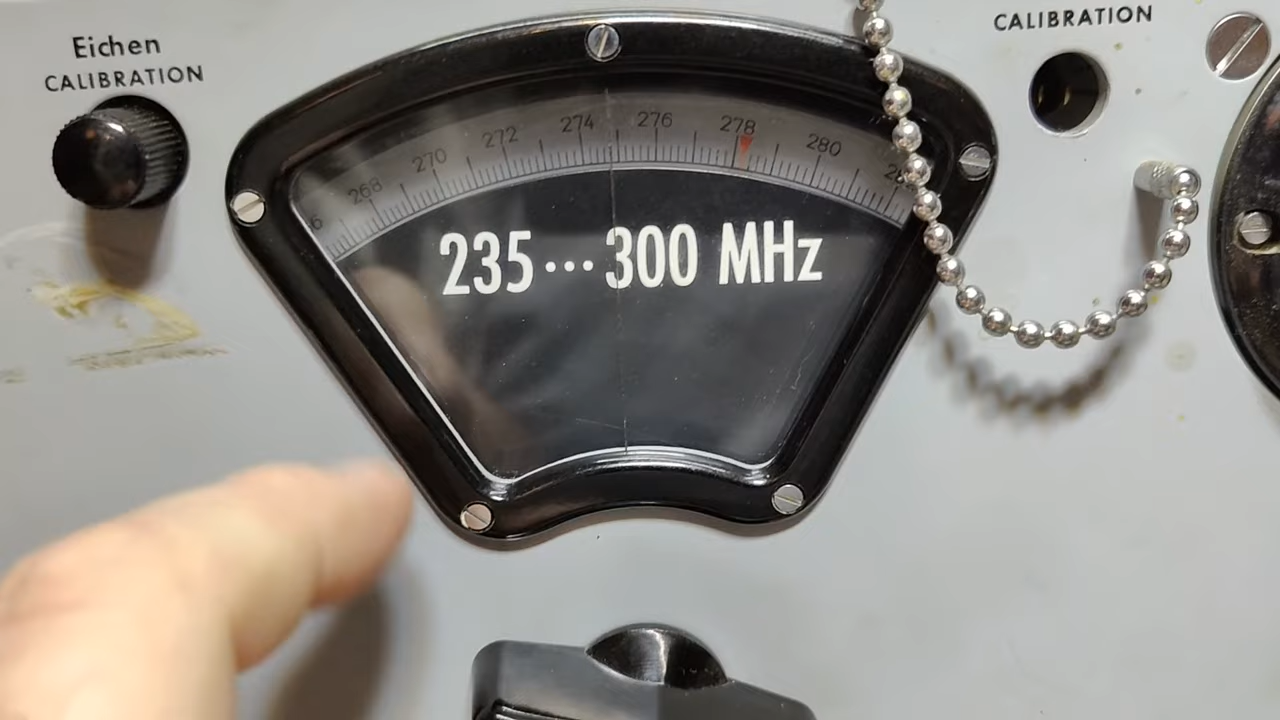 Eichen
CALIBRATION
CALIBRATION
268 270 272 274 276 278 280
235...300 MHz